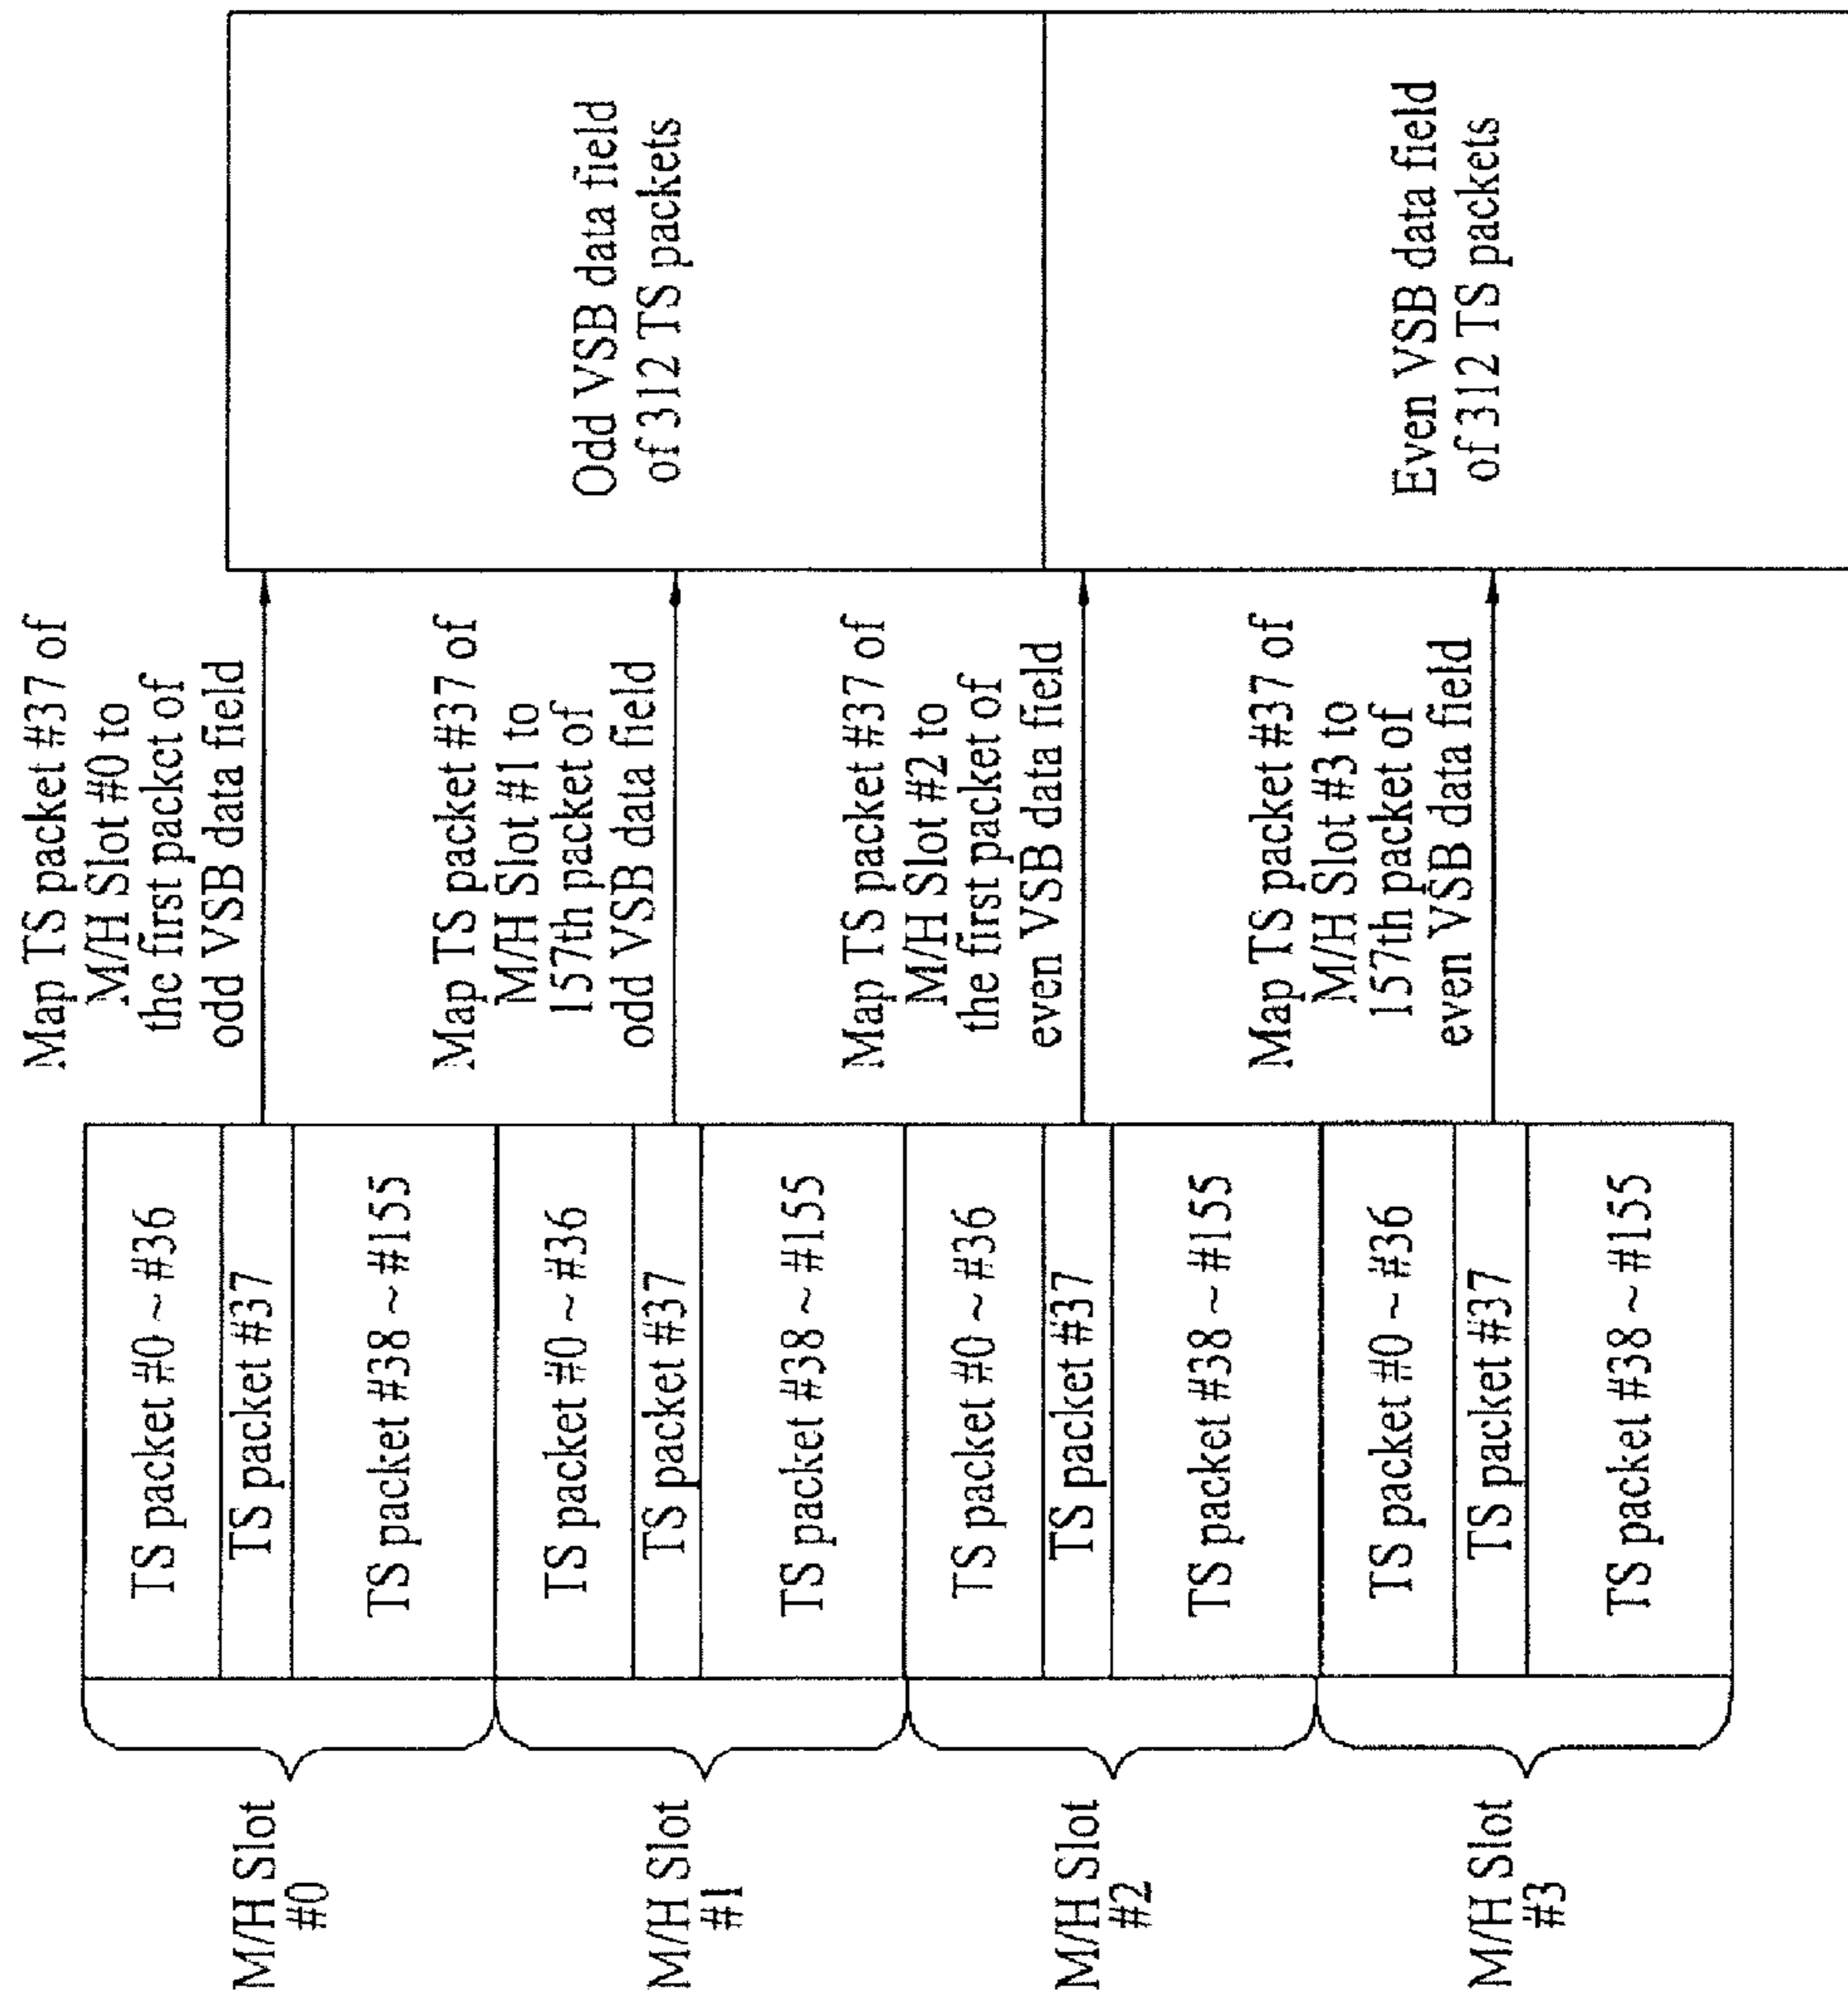 M/H Slot
#0
TS packet #0 ~ #36
TS packet #37
TS packet #38 ~ #155
Map TS packet #37 of
M/H Slot #0 to
the first packet of
odd VSB data field
M/H Slot
#1
TS packet #0 ~ #36
TS packet #37
TS packet #38 ~ #155
Map TS packet #37 of
M/H Slot #1 to
157th packet of
odd VSB data field
Odd VSB data field
of 312 TS packets
M/H Slot
#2
TS packet #0 ~ #36
TS packet #37
TS packet #38 ~ #155
Map TS packet #37 of
M/H Slot #2 to
the first packet of
even VSB data field
M/H Slot
#3
TS packet #0 ~ #36
TS packet #37
TS packet #38 ~ #155
Map TS packet #37 of
M/H Slot #3 to
157th packet of
even VSB data field
Even VSB data field
of 312 TS packets